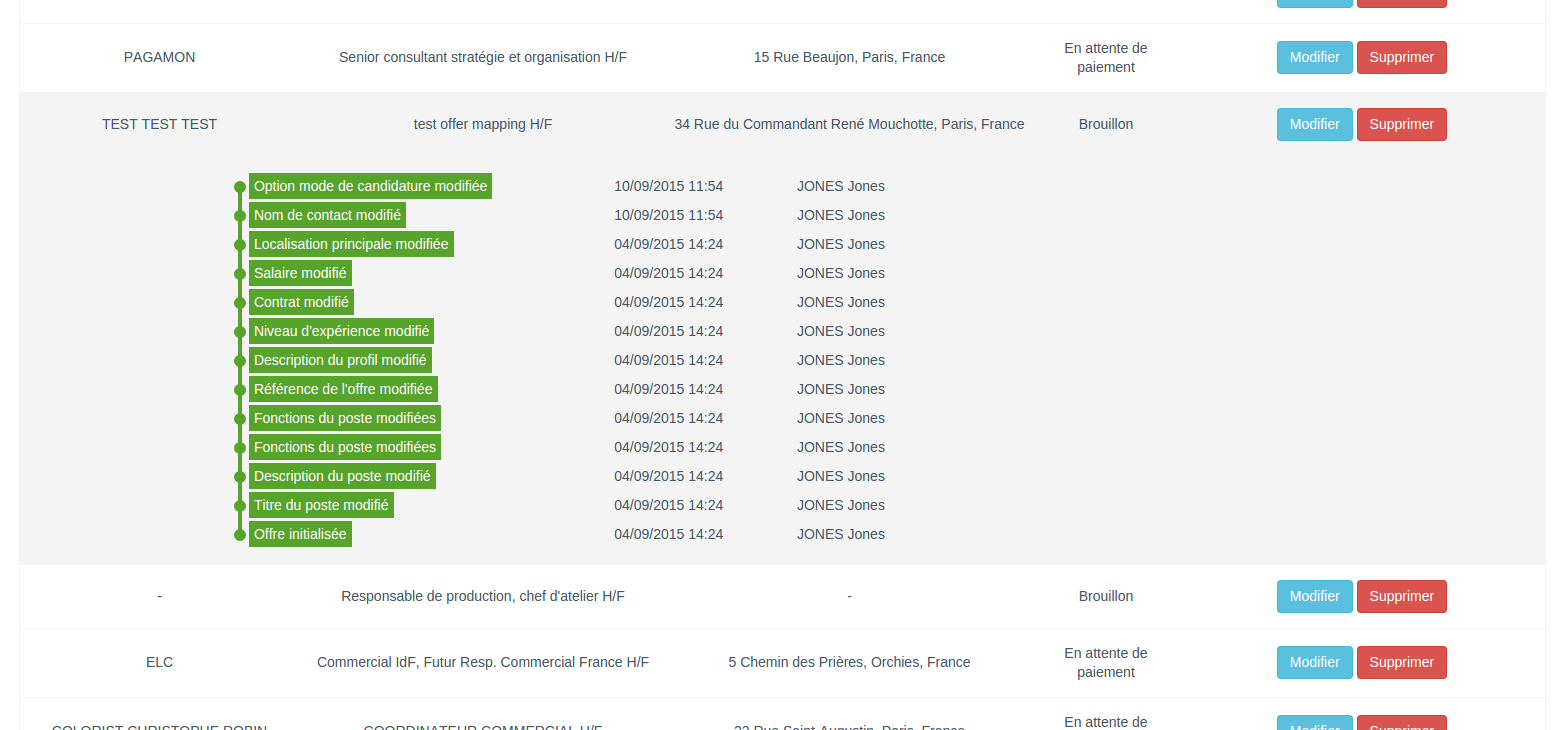 PAGAMON Senior consultant stratégie et organisation H/F 15 Rue Beaujon, Paris, France En attente de paiement Modifier Supprimer
TEST TEST TEST test offer mapping H/F 34 Rue du Commandant René Mouchotte, Paris, France Brouillon Modifier Supprimer
Option mode de candidature modifiée 10/09/2015 11:54 JONES Jones
Nom de contact modifié 10/09/2015 11:54 JONES Jones
Localisation principale modifiée 04/09/2015 14:24 JONES Jones
Salaire modifié 04/09/2015 14:24 JONES Jones
Contrat modifié 04/09/2015 14:24 JONES Jones
Niveau d'expérience modifié 04/09/2015 14:24 JONES Jones
Description du profil modifié 04/09/2015 14:24 JONES Jones
Référence de l'offre modifiée 04/09/2015 14:24 JONES Jones
Fonctions du poste modifiées 04/09/2015 14:24 JONES Jones
Fonctions du poste modifiées 04/09/2015 14:24 JONES Jones
Description du poste modifié 04/09/2015 14:24 JONES Jones
Titre du poste modifié 04/09/2015 14:24 JONES Jones
Offre initialisée 04/09/2015 14:24 JONES Jones
- Responsable de production, chef d'atelier H/F - Brouillon Modifier Supprimer
ELC Commercial IdF, Futur Resp. Commercial France H/F 5 Chemin des Prières, Orchies, France En attente de paiement Modifier Supprimer
COLORIST CHRISTOPHE ROBIN COORDINATEUR COMMERCIAL H/F Rue Saint-Augustin, Paris, France En attente de Modifier Supprimer